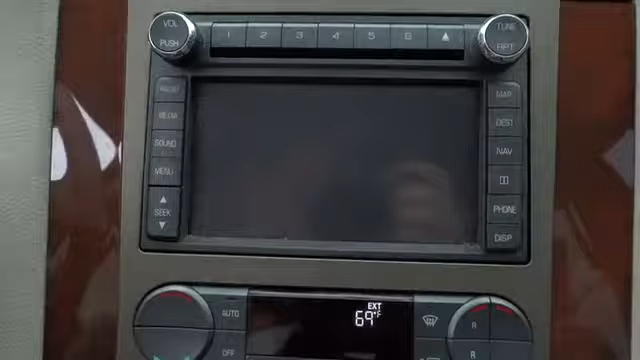 VOL
PUSH
1 2 3 4 5 6
TUNE
RPT
RADIO
MEDIA
SOUND
MENU
SEEK
MAP
DEST
NAV
PHONE
DISP
AUTO
OFF
EXT
69°F
R
R